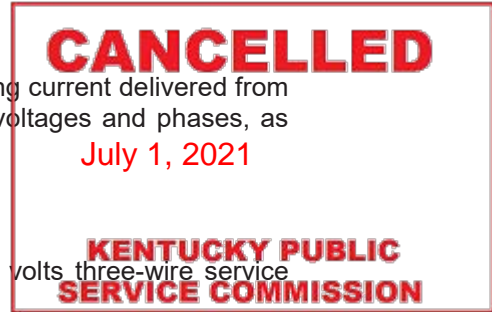 CANCELLED
ng current delivered from
voltages and phases, as
July 1, 2021
KENTUCKY PUBLIC
volts three-wire service
SERVICE COMMISSION